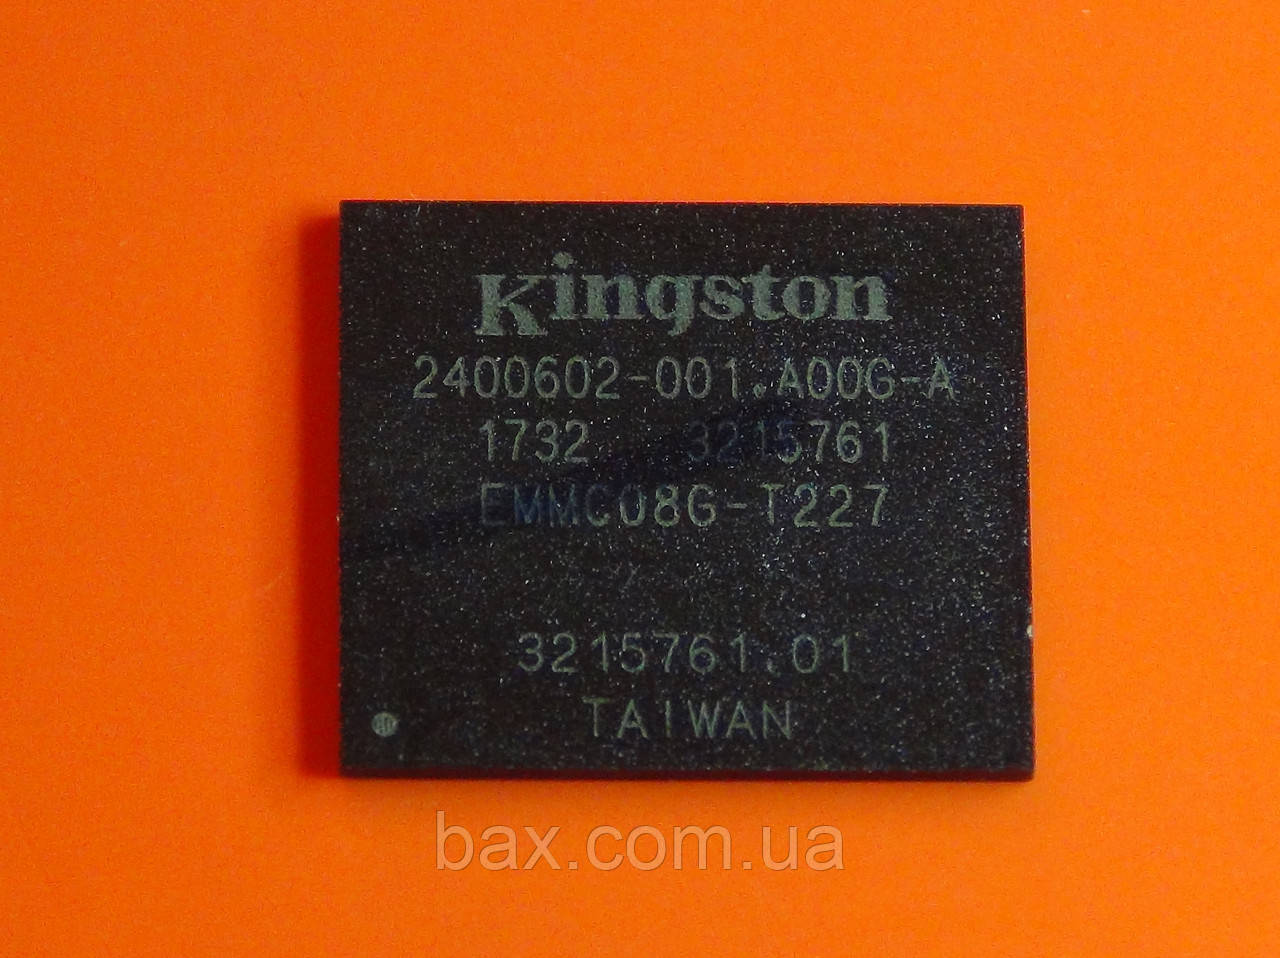 Kingston
2400602-001.A00G-A
1732 3215761
EMMC08G-T227
3215761.01
TAIWAN
bax.com.ua